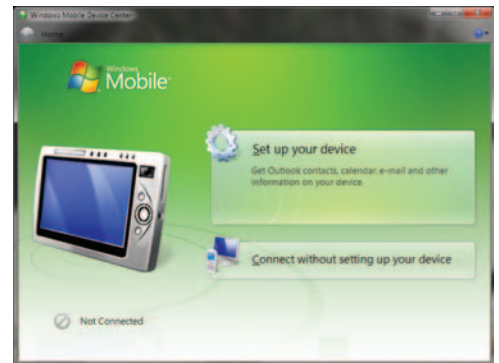 Windows Mobile Device Center
Home
Windows
Mobile
Set up your device
Get Outlook contacts, calendar, e-mail and other
information on your device.
Connect without setting up your device
Not Connected